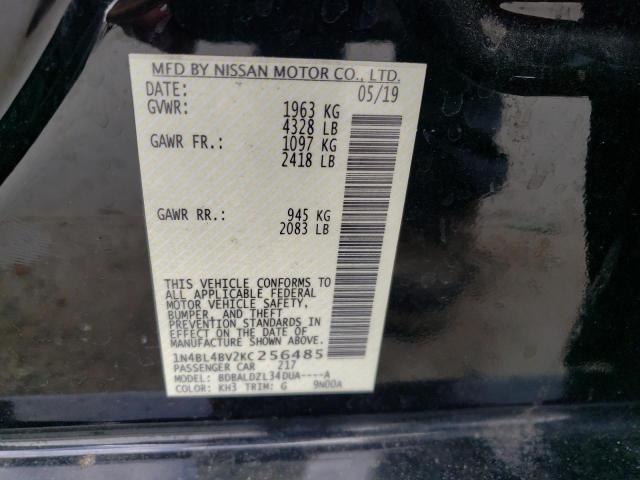 MFD BY NISSAN MOTOR CO., LTD.
DATE: 05/19
GVWR: 1963 KG
4328 LB
GAWR FR.: 1097 KG
2418 LB
GAWR RR.: 945 KG
2083 LB
THIS VEHICLE CONFORMS TO
ALL APPLICABLE FEDERAL
MOTOR VEHICLE SAFETY,
BUMPER, AND THEFT
PREVENTION STANDARDS
IN EFFECT ON THE DATE OF
MANUFACTURE SHOWN ABOVE.
1N4BL4BV2KC256485
PASSENGER CAR 217
MODEL: BDBALDZL34DUA----A
COLOR: KH3 TRIM: G 9N00A